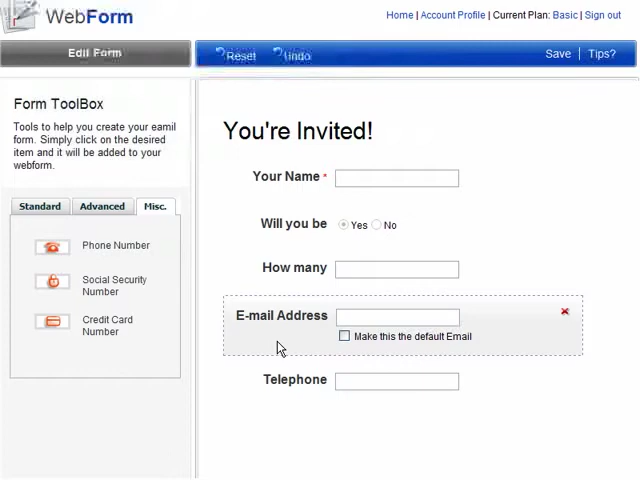 WebForm
Home | Account Profile | Current Plan: Basic | Sign out
Edit Form
Reset
Undo
Save
Tips?
Form ToolBox
Tools to help you create your eamil
form. Simply click on the desired
item and it will be added to your
webform.
Standard
Advanced
Misc.
Phone Number
Social Security
Number
Credit Card
Number
You're Invited!
Your Name *
Will you be
Yes
No
How many
E-mail Address
Make this the default Email
Telephone